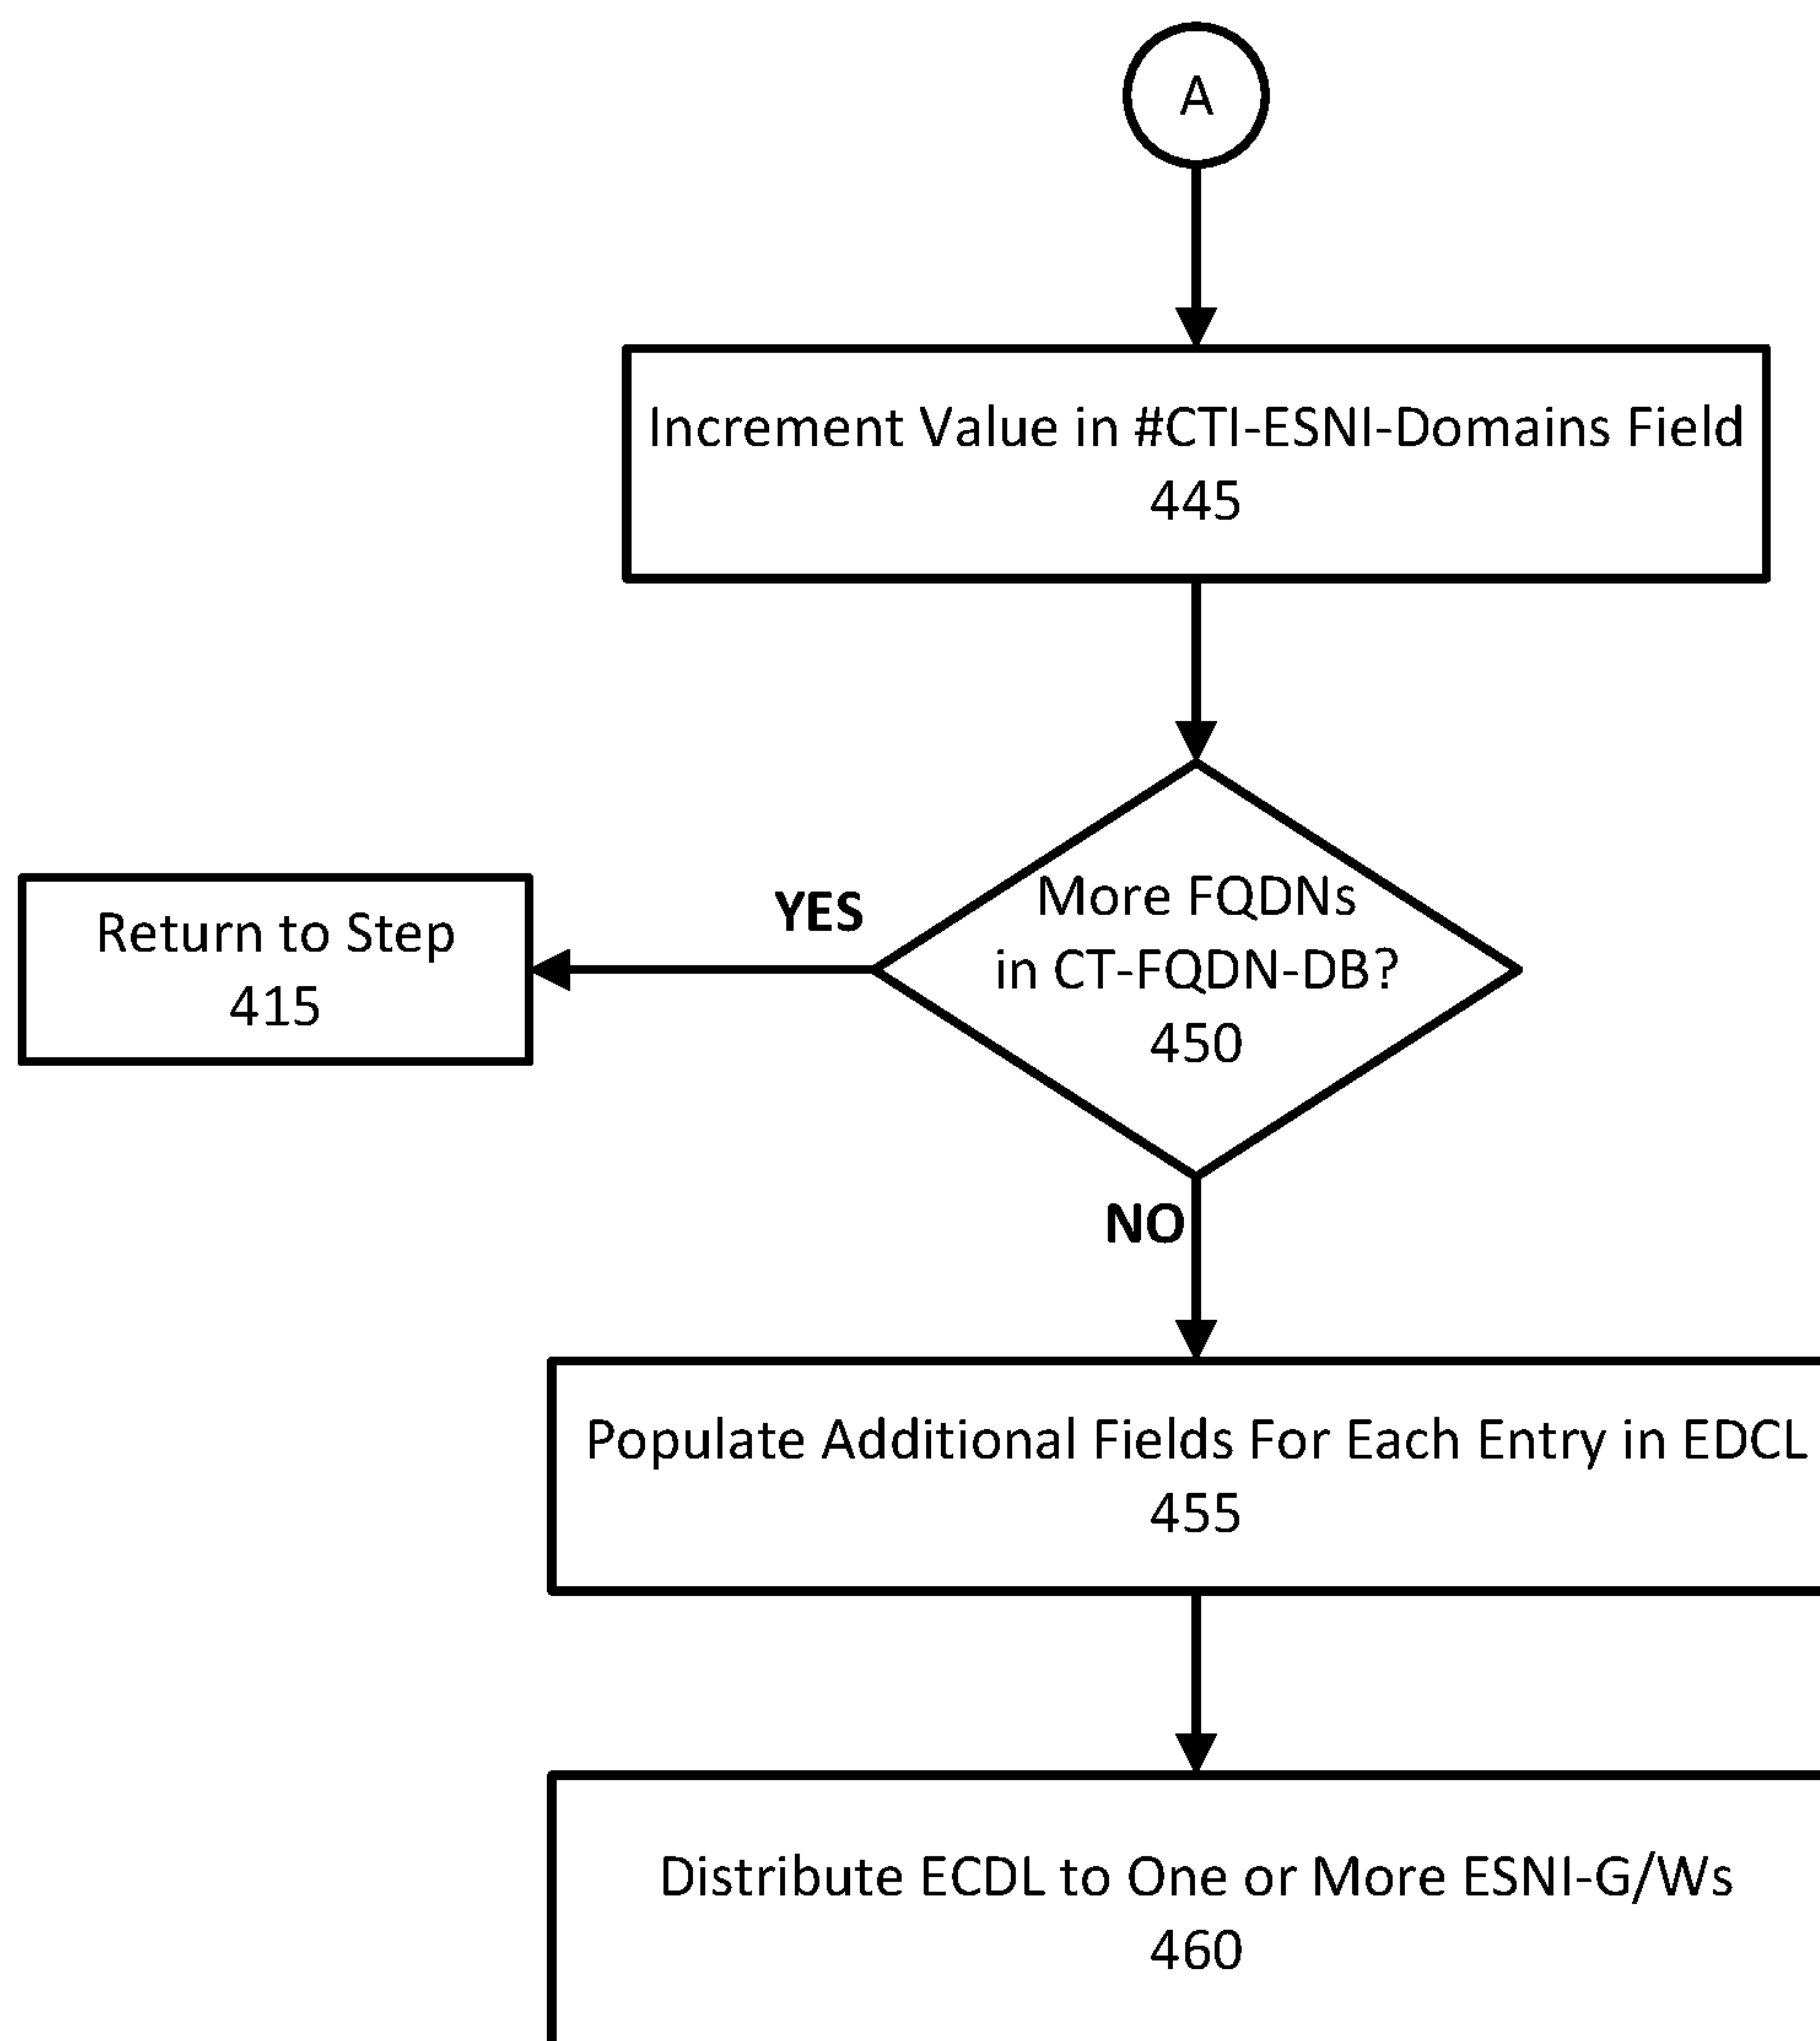 A
Increment Value in #CTI-ESNI-Domains Field
445
More FQDNs
in CT-FQDN-DB?
450
YES
Return to Step
415
NO
Populate Additional Fields For Each Entry in EDCL
455
Distribute ECDL to One or More ESNI-G/Ws
460